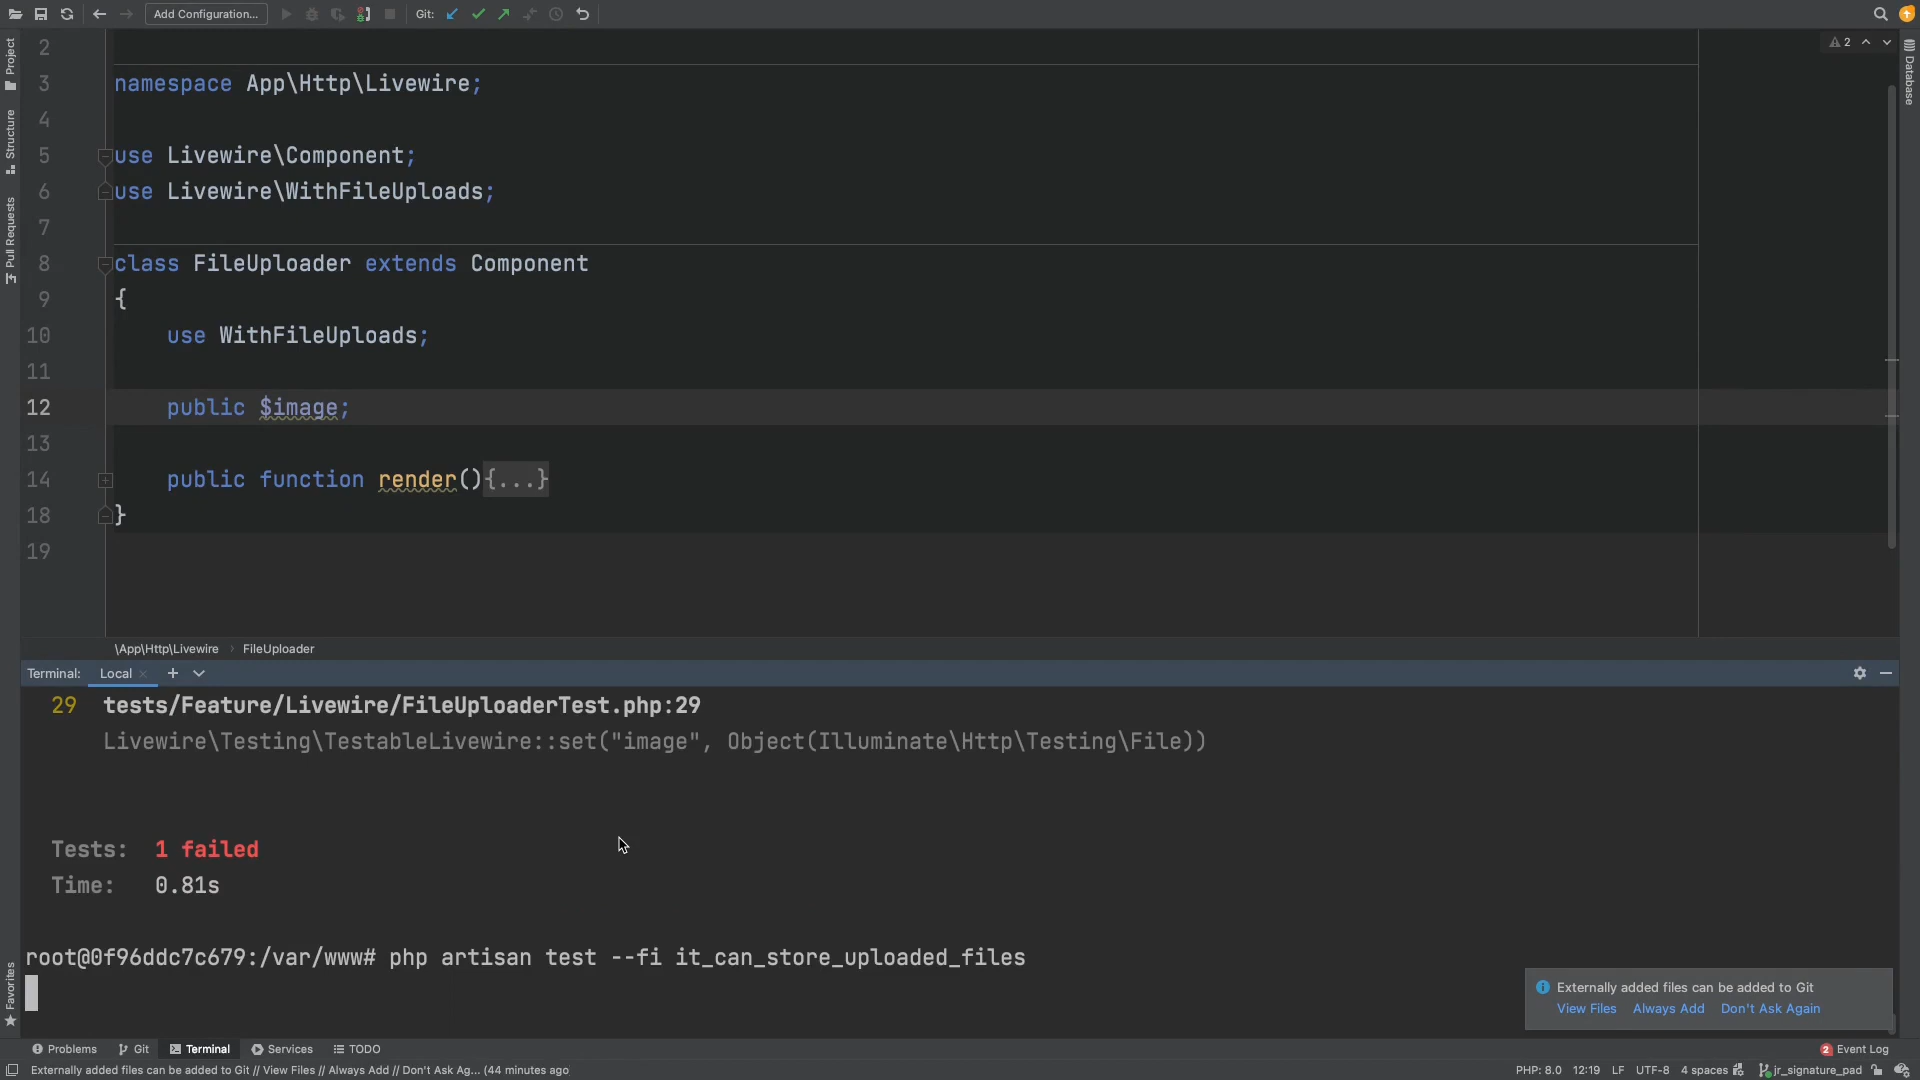 Add Configuration...
Git:
Project
Structure
Pull Requests
Favorites
Database
2
2
3 namespace App\Http\Livewire;
4
5 use Livewire\Component;
6 use Livewire\WithFileUploads;
7
8 class FileUploader extends Component
9 {
10 use WithFileUploads;
11
12 public $image;
13
14 public function render(){...}
18 }
19
\App\Http\Livewire › FileUploader
Terminal: Local
29 tests/Feature/Livewire/FileUploaderTest.php:29
Livewire\Testing\TestableLivewire::set("image", Object(Illuminate\Http\Testing\File))
Tests: 1 failed
Time: 0.81s
root@0f96ddc7c679:/var/www# php artisan test --fi it_can_store_uploaded_files
Externally added files can be added to Git
View Files Always Add Don't Ask Again
Problems Git Terminal Services TODO
2 Event Log
Externally added files can be added to Git // View Files // Always Add // Don't Ask Ag... (44 minutes ago
PHP: 8.0 12:19 LF UTF-8 4 spaces jr_signature_pad